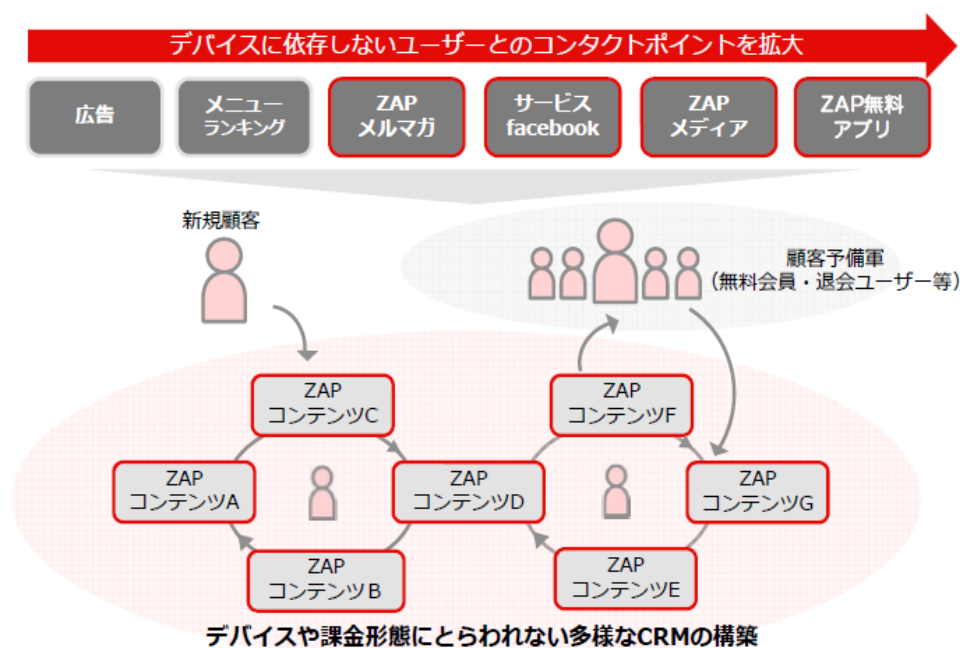 デバイスに依存しないユーザーとのコンタクトポイントを拡大
広告
メニュー
ランキング
ZAP
メルマガ
サービス
facebook
ZAP
メディア
ZAP無料
アプリ
新規顧客
顧客予備軍
（無料会員・退会ユーザー等）
ZAP
コンテンツC
ZAP
コンテンツF
ZAP
コンテンツA
ZAP
コンテンツD
ZAP
コンテンツG
ZAP
コンテンツB
ZAP
コンテンツE
デバイスや課金形態にとらわれない多様なCRMの構築